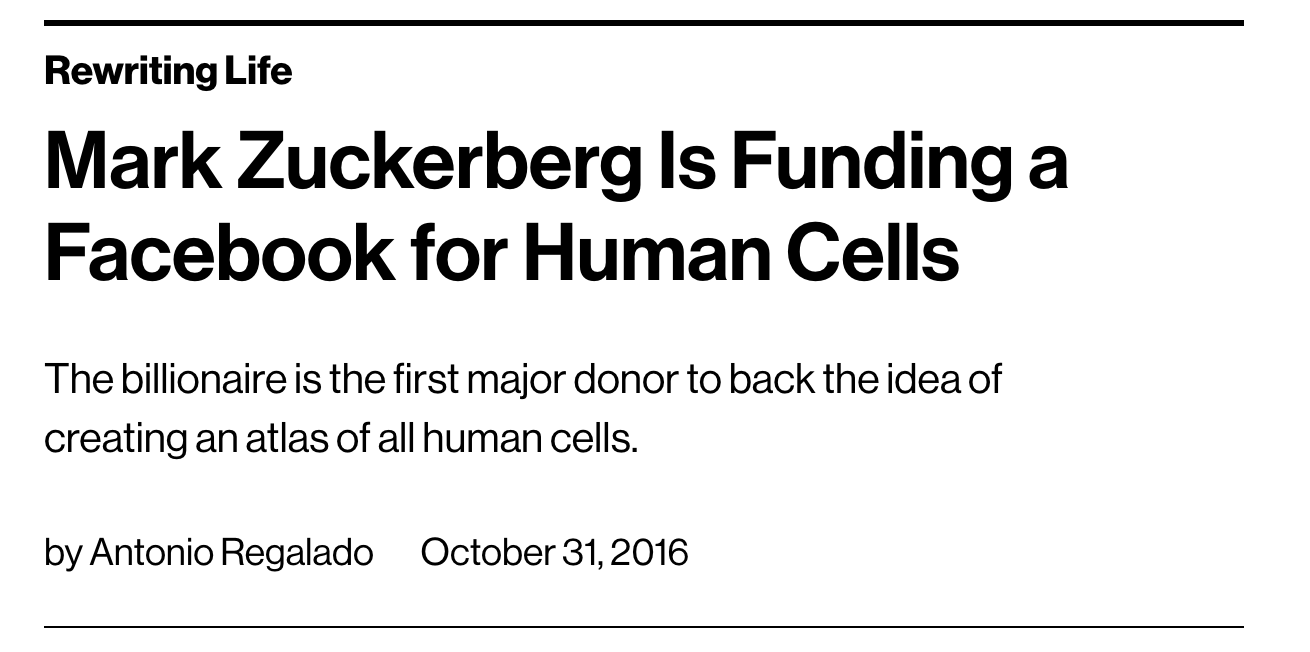 Rewriting Life
Mark Zuckerberg Is Funding a
Facebook for Human Cells
The billionaire is the first major donor to back the idea of
creating an atlas of all human cells.
by Antonio Regalado October 31, 2016